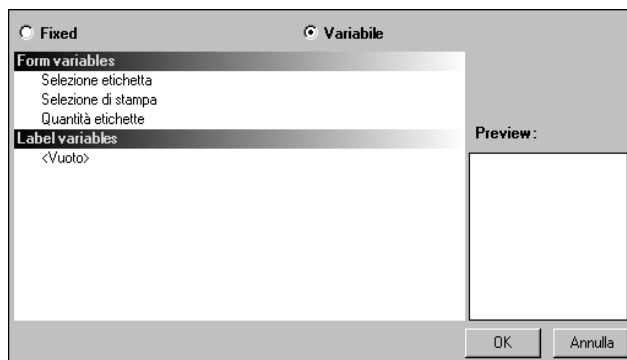 Fixed Variabile
Form variables
Selezione etichetta
Selezione di stampa
Quantità etichette
Label variables
<Vuoto>
Preview:
OK Annulla